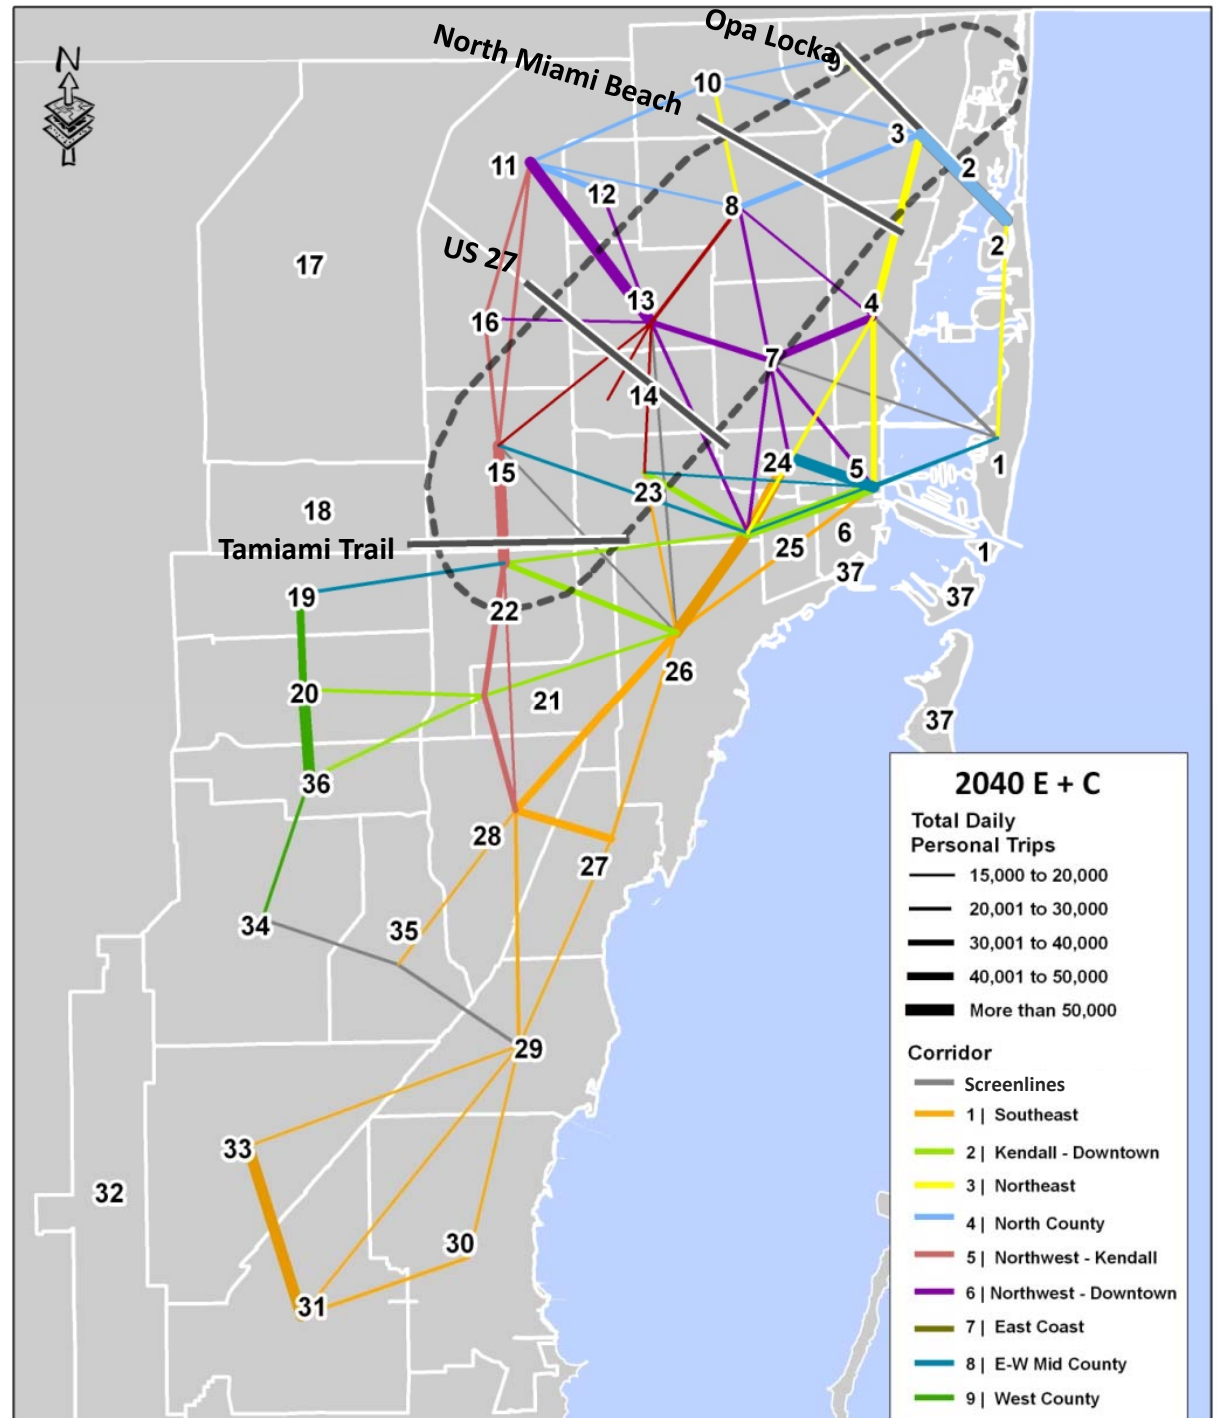 Opa Locka
North Miami Beach
N
9
10
3
11
12
2
8
2
US 27
17
13
4
16
7
14
24
5
1
15
23
18
6
Tamiami Trail
25
1
37
19
37
22
26
20
21
37
36
28
27
34
35
29
33
32
30
31
2040 E + C
Total Daily
Personal Trips
15,000 to 20,000
20,001 to 30,000
30,001 to 40,000
40,001 to 50,000
More than 50,000
Corridor
Screenlines
1 | Southeast
2 | Kendall - Downtown
3 | Northeast
4 | North County
5 | Northwest - Kendall
6 | Northwest - Downtown
7 | East Coast
8 | E-W Mid County
9 | West County